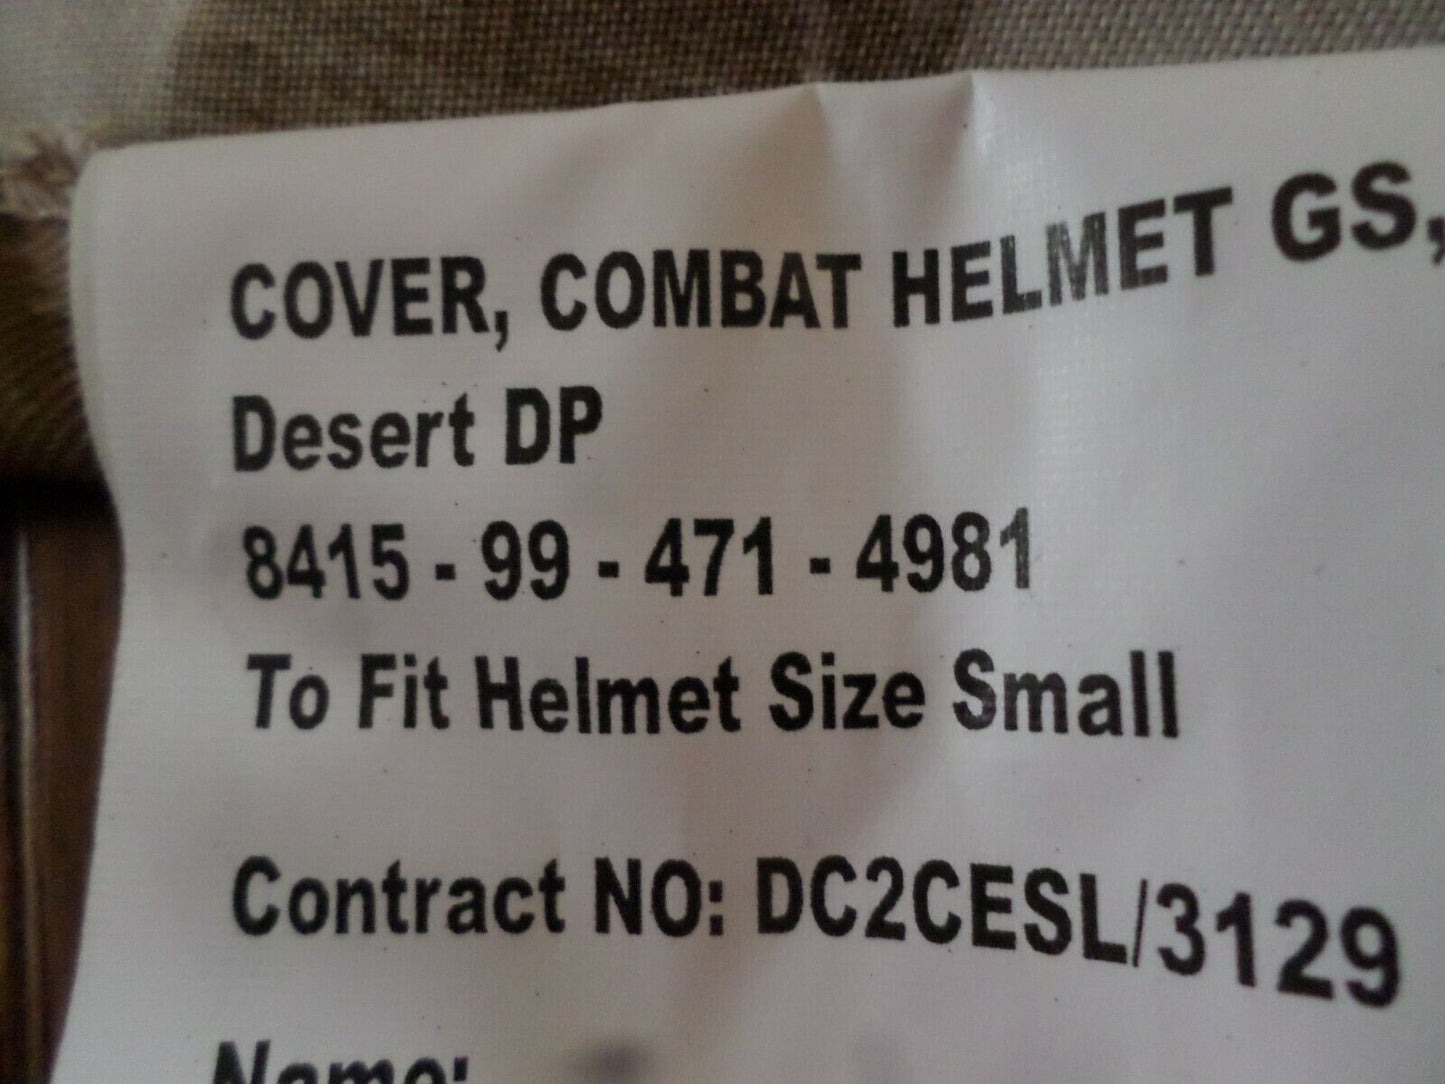 COVER, COMBAT HELMET GS,
Desert DP
8415 - 99 - 471 - 4981
To Fit Helmet Size Small
Contract NO: DC2CESL/3129
Name: